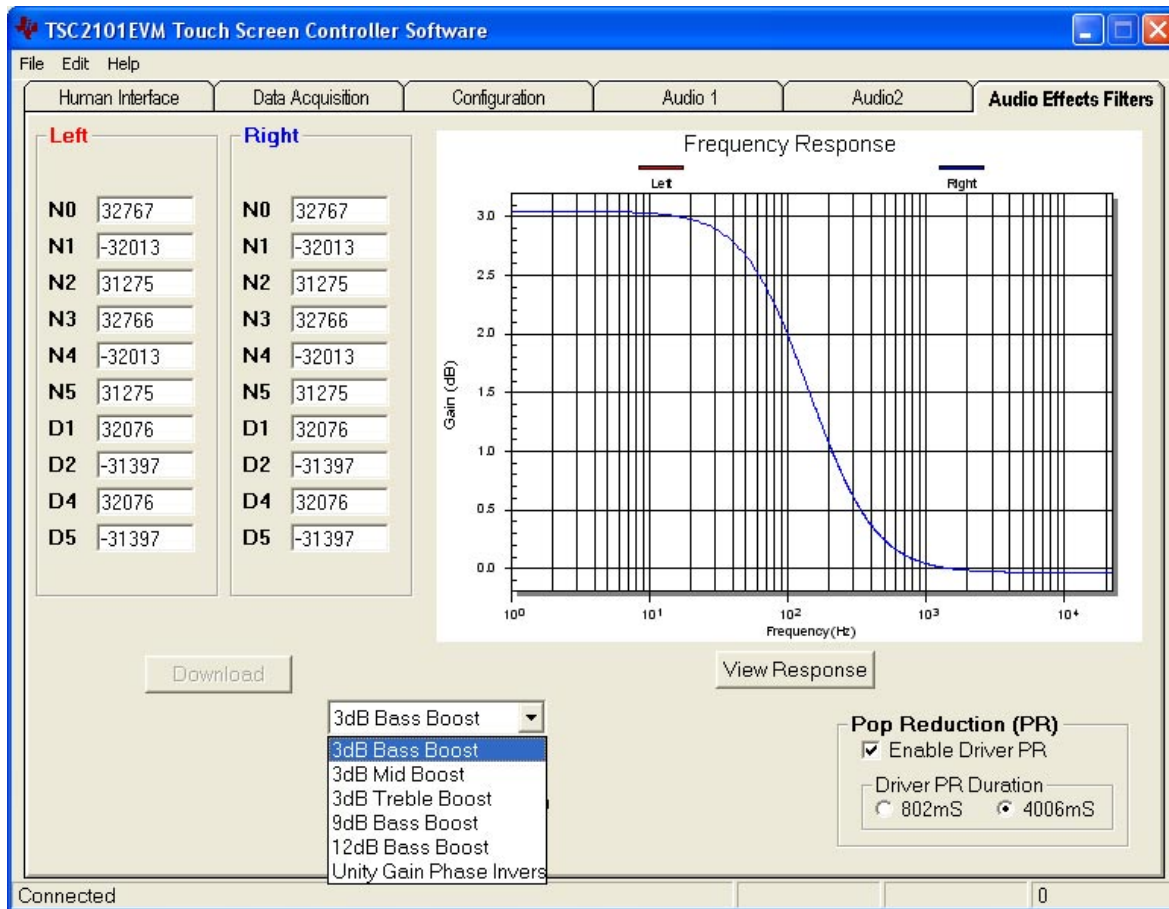 TSC2101EVM Touch Screen Controller Software
File Edit Help
Human Interface Data Acquisition Configuration Audio 1 Audio2 Audio Effects Filters
Left
N0 32767
N1 -32013
N2 31275
N3 32766
N4 -32013
N5 31275
D1 32076
D2 -31397
D4 32076
D5 -31397
Right
N0 32767
N1 -32013
N2 31275
N3 32766
N4 -32013
N5 31275
D1 32076
D2 -31397
D4 32076
D5 -31397
Frequency Response
Left Right
Gain (dB)
3.0
2.5
2.0
1.5
1.0
0.5
0.0
10⁰ 10¹ 10² 10³ 10⁴
Frequency(Hz)
Download
View Response
3dB Bass Boost
3dB Bass Boost
3dB Mid Boost
3dB Treble Boost
9dB Bass Boost
12dB Bass Boost
Unity Gain Phase Invers
Pop Reduction (PR)
Enable Driver PR
Driver PR Duration
802mS 4006mS
Connected 0